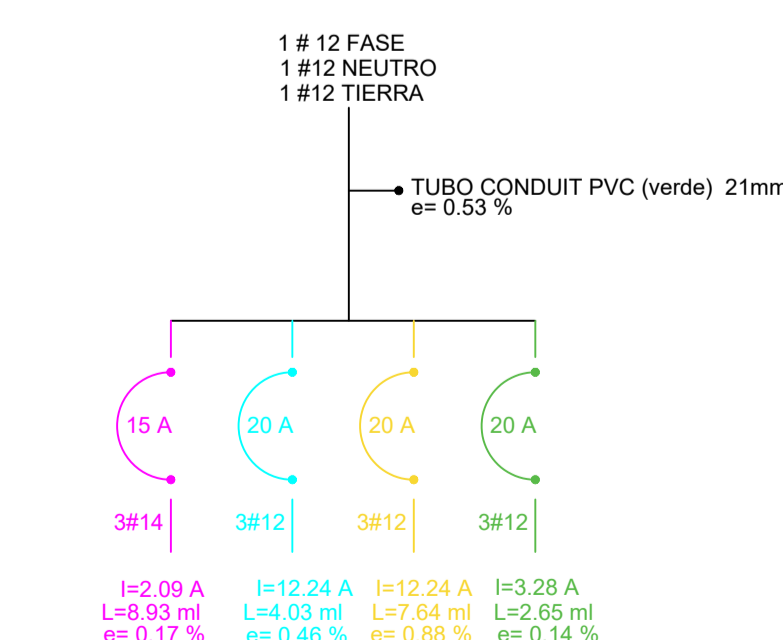 1 # 12 FASE
1 #12 NEUTRO
1 #12 TIERRA
TUBO CONDUIT PVC (verde) 21mm
e= 0.53 %
15 A 20 A 20 A 20 A
3#14 3#12 3#12 3#12
I=2.09 A I=12.24 A I=12.24 A I=3.28 A
L=8.93 ml L=4.03 ml L=7.64 ml L=2.65 ml
e= 0.17 % e= 0.46 % e= 0.88 % e= 0.14 %